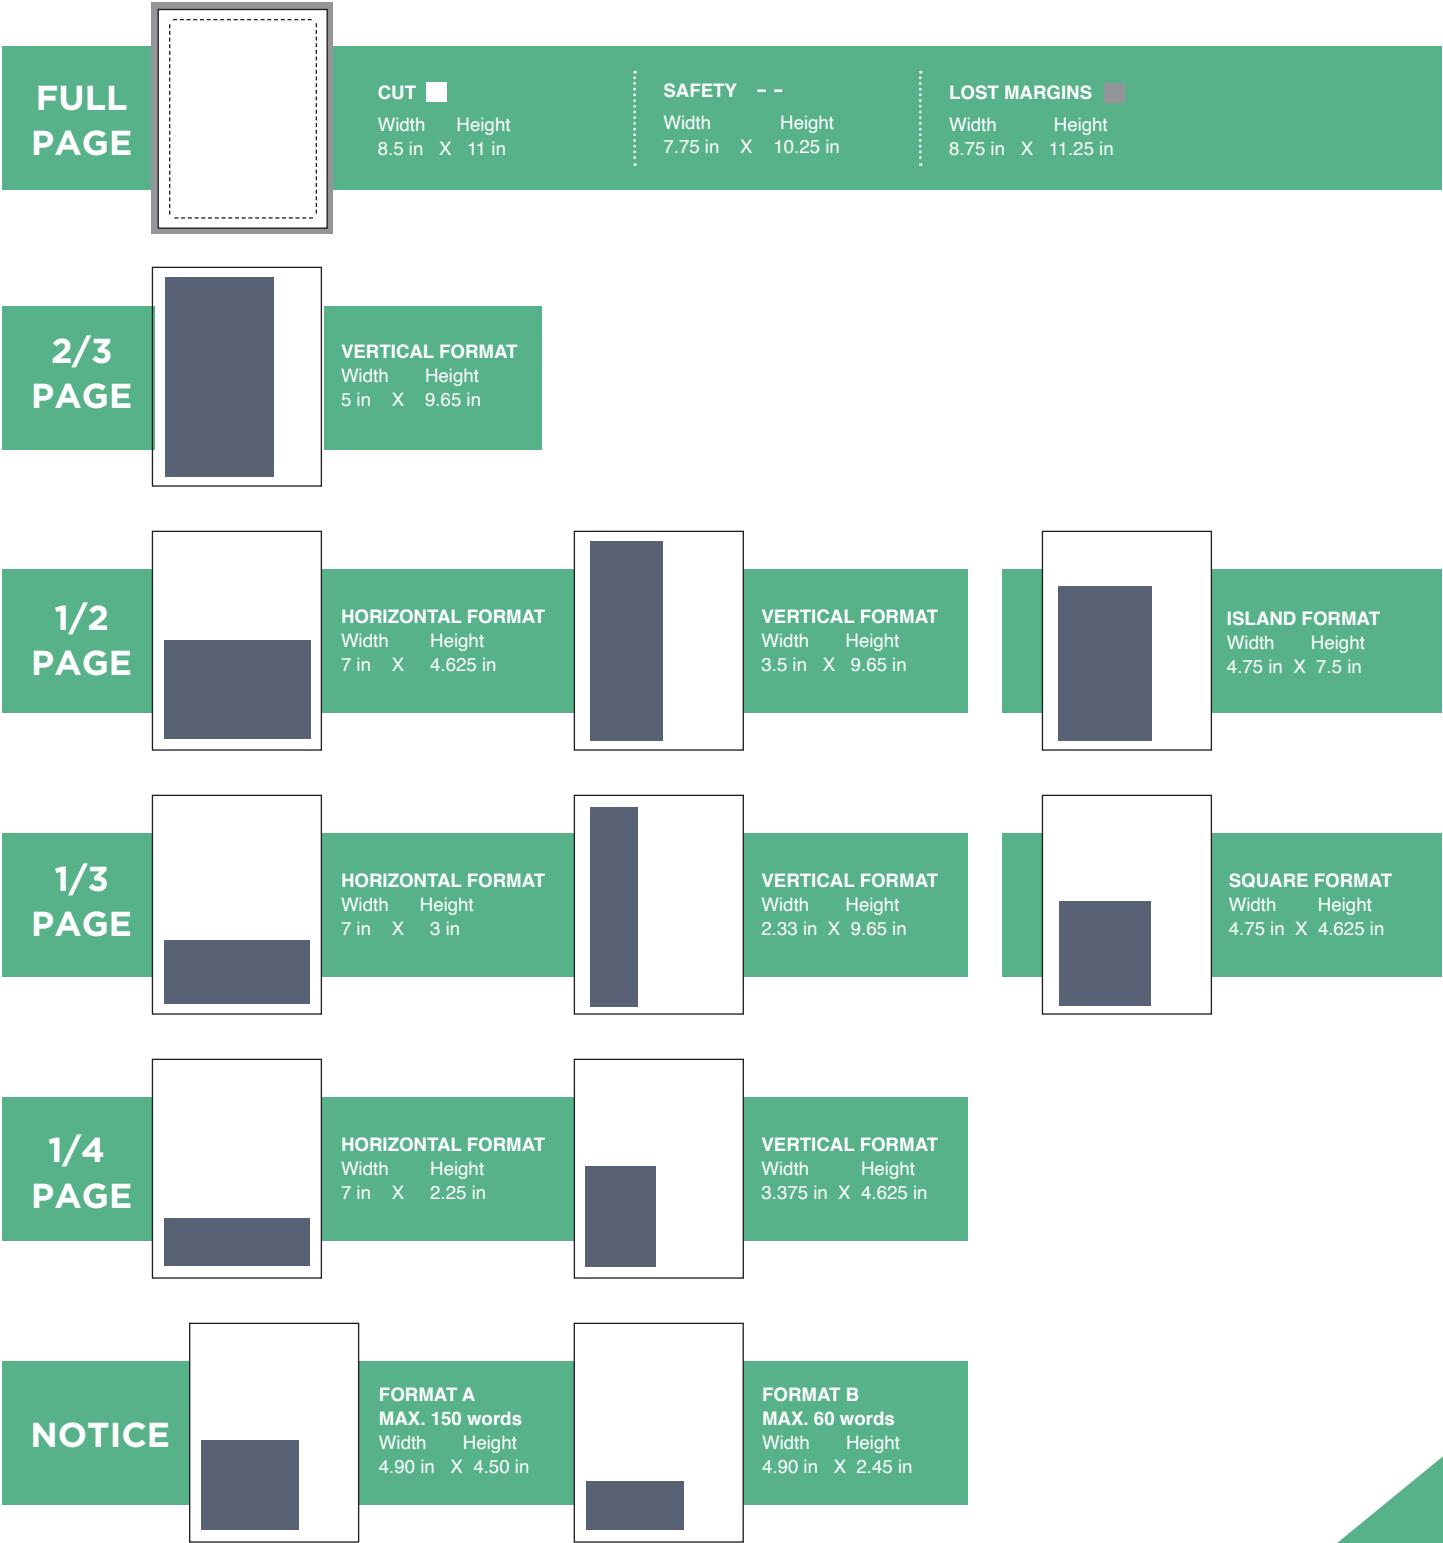 FULL
PAGE
CUT
Width Height
8.5 in X 11 in
SAFETY
Width Height
7.75 in X 10.25 in
LOST MARGINS
Width Height
8.75 in X 11.25 in
2/3
PAGE
VERTICAL FORMAT
Width Height
5 in X 9.65 in
1/2
PAGE
HORIZONTAL FORMAT
Width Height
7 in X 4.625 in
VERTICAL FORMAT
Width Height
3.5 in X 9.65 in
ISLAND FORMAT
Width Height
4.75 in X 7.5 in
1/3
PAGE
HORIZONTAL FORMAT
Width Height
7 in X 3 in
VERTICAL FORMAT
Width Height
2.33 in X 9.65 in
SQUARE FORMAT
Width Height
4.75 in X 4.625 in
1/4
PAGE
HORIZONTAL FORMAT
Width Height
7 in X 2.25 in
VERTICAL FORMAT
Width Height
3.375 in X 4.625 in
NOTICE
FORMAT A
MAX. 150 words
Width Height
4.90 in X 4.50 in
FORMAT B
MAX. 60 words
Width Height
4.90 in X 2.45 in